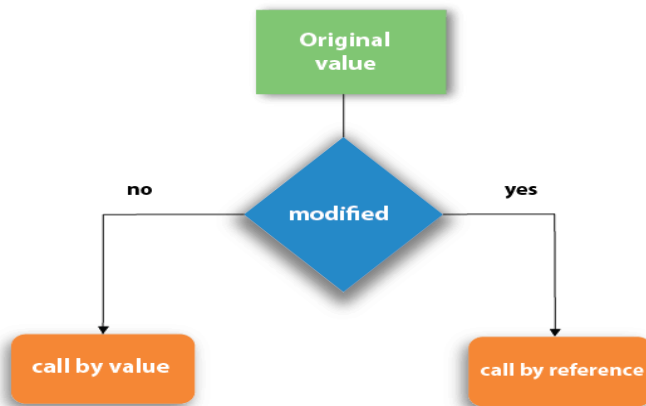 Original
value
no
yes
modified
call by value
call by reference